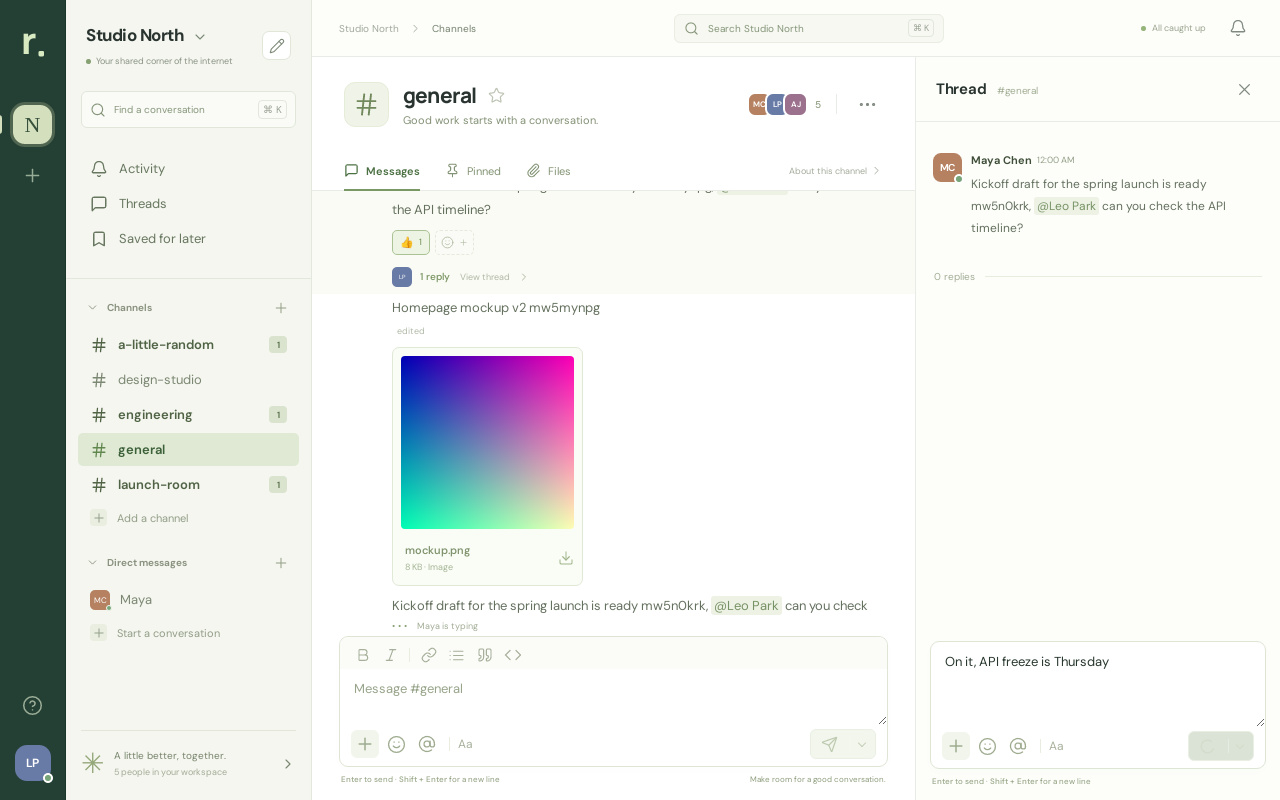 r.
N
LP
Studio North
Your shared corner of the internet
Find a conversation
⌘ K
Activity
Threads
Saved for later
Channels
a-little-random
1
design-studio
engineering
1
general
launch-room
1
Add a channel
Direct messages
MC
Maya
Start a conversation
A little better, together.
5 people in your workspace
Studio North
Channels
Search Studio North
⌘ K
All caught up
general
Good work starts with a conversation.
MC
LP
AJ
5
Messages
Pinned
Files
About this channel
the API timeline?
👍 1
+
LP
1 reply
View thread
Homepage mockup v2 mw5mynpg
edited
mockup.png
8 KB · Image
Kickoff draft for the spring launch is ready mw5n0krk, @Leo Park can you check
Maya is typing
Message #general
Aa
Enter to send · Shift + Enter for a new line
Make room for a good conversation.
Thread
#general
MC
Maya Chen
12:00 AM
Kickoff draft for the spring launch is ready
mw5n0krk, @Leo Park can you check the API
timeline?
0 replies
On it, API freeze is Thursday
Aa
Enter to send · Shift + Enter for a new line